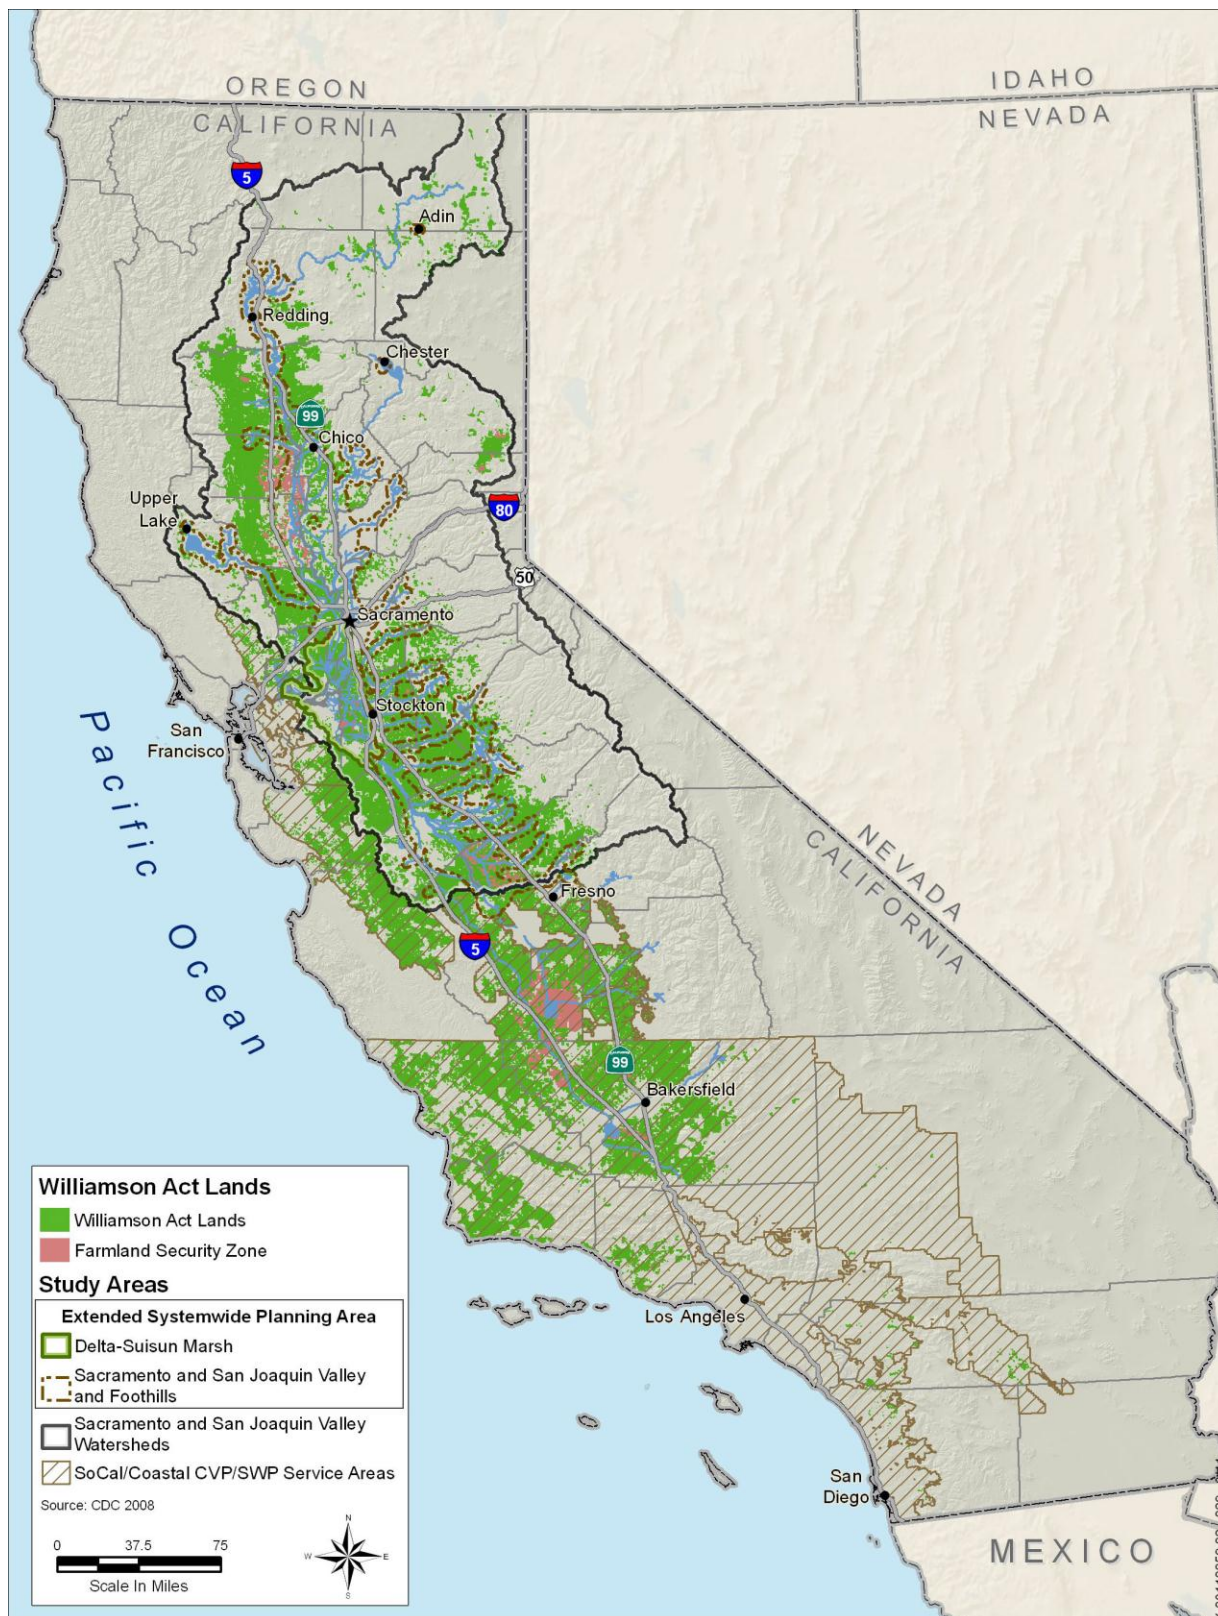 OREGON
IDAHO
CALIFORNIA
NEVADA
5
Adin
Redding
Chester
99
Chico
Upper
Lake
80
50
Sacramento
Stockton
San
Francisco
Pacific Ocean
NEVADA
CALIFORNIA
Fresno
5
99
Bakersfield
Los Angeles
San
Diego
MEXICO
Williamson Act Lands
Williamson Act Lands
Farmland Security Zone
Study Areas
Extended Systemwide Planning Area
Delta-Suisun Marsh
Sacramento and San Joaquin Valley
and Foothills
Sacramento and San Joaquin Valley
Watersheds
SoCal/Coastal CVP/SWP Service Areas
Source: CDC 2008
0 37.5 75
Scale In Miles
N
W E
S